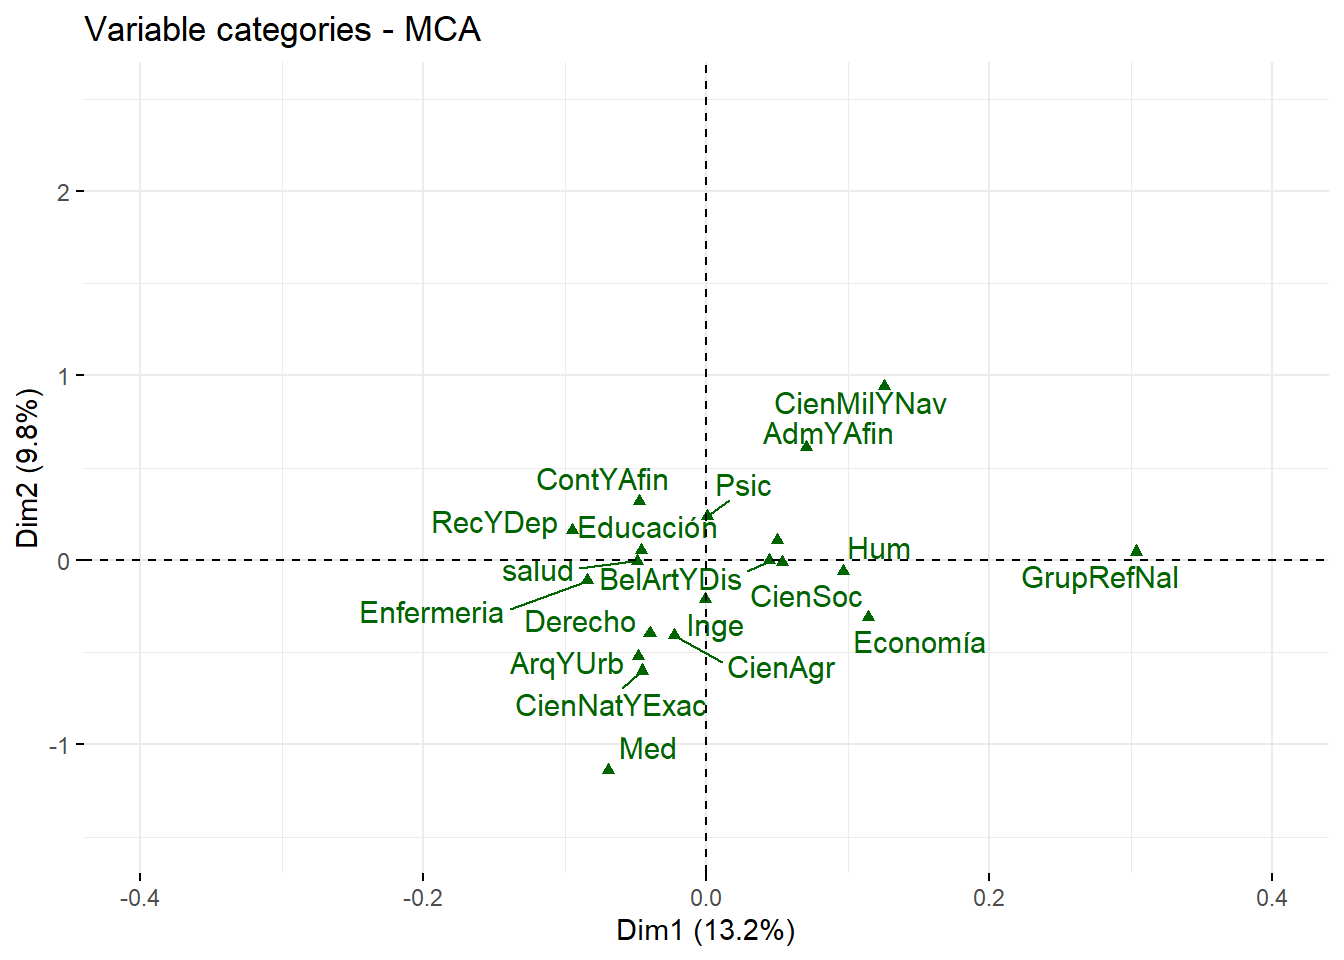 Variable categories - MCA
2
1
0
-1
Dim2 (9.8%)
CienMilYNav
AdmYAfin
ContYAfin
Psic
RecYDep
Educación
Hum
salud
BelArtYDis
GrupRefNal
CienSoc
Enfermeria
Derecho
Inge
Economía
ArqYUrb
CienAgr
CienNatYExac
Med
-0.4
-0.2
0.0
0.2
0.4
Dim1 (13.2%)